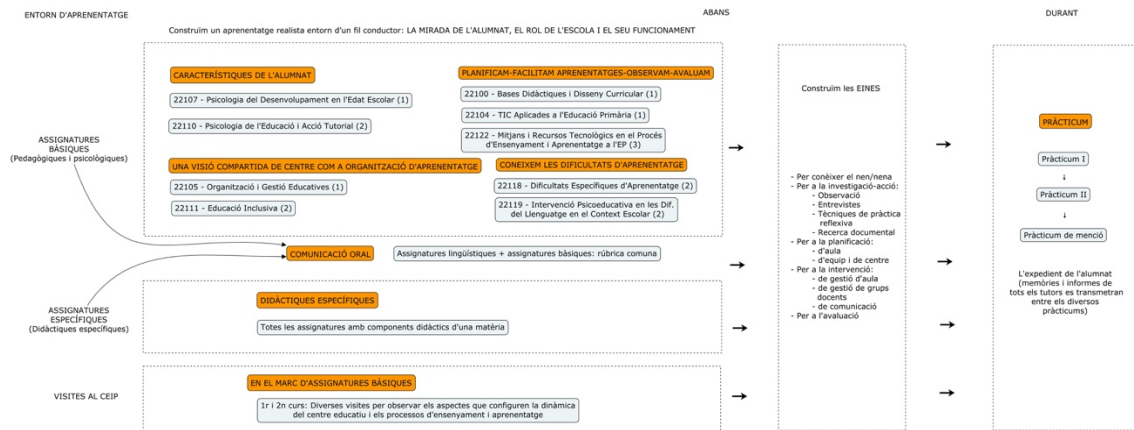 ENTORN D'APRENENTATGE
ABANS
DURANT
Construïm un aprenentatge realista entorn d'un fil conductor: LA MIRADA DE L'ALUMNAT, EL ROL DE L'ESCOLA I EL SEU FUNCIONAMENT
ASSIGNATURES
BÀSIQUES
(Pedagògiques i psicològiques)
CARACTERÍSTIQUES DE L'ALUMNAT
22107 - Psicologia del Desenvolupament en l'Edat Escolar (1)
22110 - Psicologia de l'Educació i Acció Tutorial (2)
PLANIFICAM-FACILITAM APRENENTATGES-OBSERVAM-AVALUAM
22100 - Bases Didàctiques i Disseny Curricular (1)
22104 - TIC Aplicades a l'Educació Primària (1)
22122 - Mitjans i Recursos Tecnològics en el Procés
d'Ensenyament i Aprenentatge a l'EP (3)
UNA VISIÓ COMPARTIDA DE CENTRE COM A ORGANITZACIÓ D'APRENENTATGE
22105 - Organització i Gestió Educatives (1)
22111 - Educació Inclusiva (2)
CONEIXEM LES DIFICULTATS D'APRENENTATGE
22118 - Dificultats Específiques d'Aprenentatge (2)
22119 - Intervenció Psicoeducativa en les Dif.
del Llenguatge en el Context Escolar (2)
COMUNICACIÓ ORAL
Assignatures lingüístiques + assignatures bàsiques: rúbrica comuna
ASSIGNATURES
ESPECÍFIQUES
(Didàctiques específiques)
DIDÀCTIQUES ESPECÍFIQUES
Totes les assignatures amb components didàctics d'una matèria
VISITES AL CEIP
EN EL MARC D'ASSIGNATURES BÀSIQUES
1r i 2n curs: Diverses visites per observar els aspectes que configuren la dinàmica
del centre educatiu i els processos d'ensenyament i aprenentatge
Construïm les EINES
- Per conèixer el nen/nena
- Per a la investigació-acció:
- Observació
- Entrevistes
- Tècniques de pràctica
reflexiva
- Recerca documental
- Per a la planificació:
- d'aula
- d'equip i de centre
- Per a la intervenció:
- de gestió d'aula
- de gestió de grups
docents
- de comunicació
- Per a l'avaluació
PRÀCTICUM
Pràcticum I
Pràcticum II
Pràcticum de menció
L'expedient de l'alumnat
(memòries i informes de
tots els tutors es transmetran
entre els diversos
pràcticums)